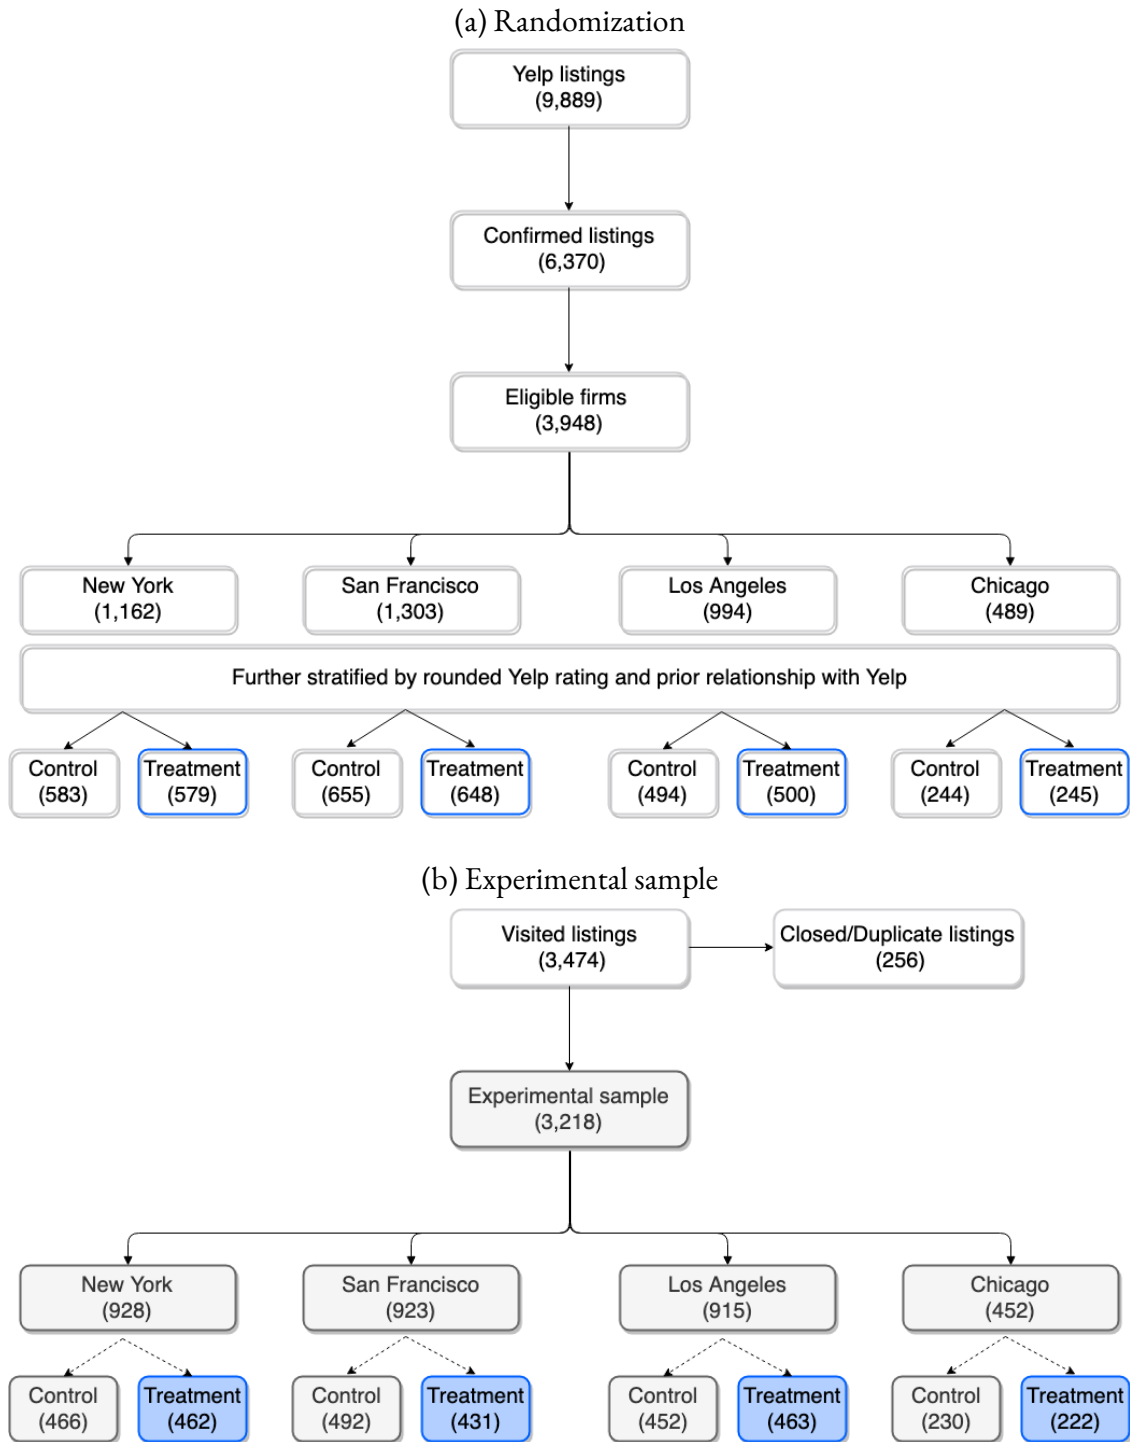 (a) Randomization
Yelp listings
(9,889)
Confirmed listings
(6,370)
Eligible firms
(3,948)
New York
(1,162)
San Francisco
(1,303)
Los Angeles
(994)
Chicago
(489)
Further stratified by rounded Yelp rating and prior relationship with Yelp
Control
(583)
Treatment
(579)
Control
(655)
Treatment
(648)
Control
(494)
Treatment
(500)
Control
(244)
Treatment
(245)
(b) Experimental sample
Visited listings
(3,474)
Closed/Duplicate listings
(256)
Experimental sample
(3,218)
New York
(928)
San Francisco
(923)
Los Angeles
(915)
Chicago
(452)
Control
(466)
Treatment
(462)
Control
(492)
Treatment
(431)
Control
(452)
Treatment
(463)
Control
(230)
Treatment
(222)